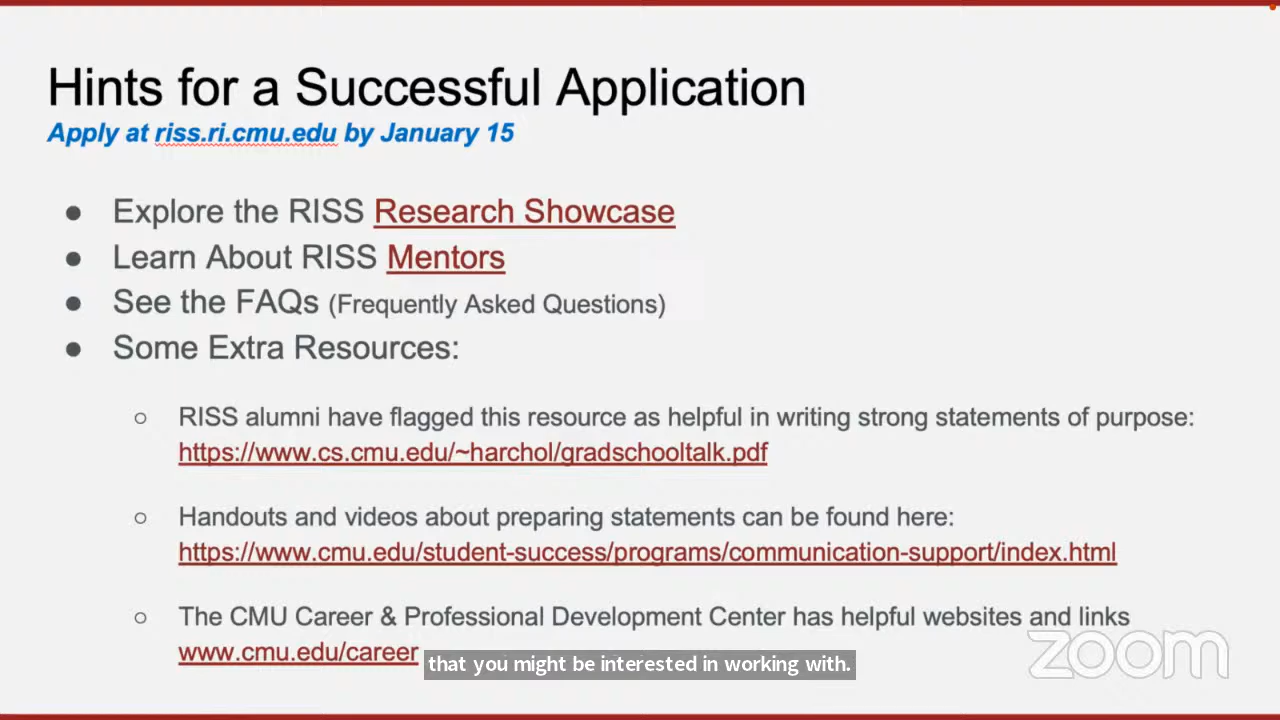 Hints for a Successful Application
Apply at riss.ri.cmu.edu by January 15
● Explore the RISS Research Showcase
● Learn About RISS Mentors
● See the FAQs (Frequently Asked Questions)
● Some Extra Resources:
○ RISS alumni have flagged this resource as helpful in writing strong statements of purpose:
https://www.cs.cmu.edu/~harchol/gradschooltalk.pdf
○ Handouts and videos about preparing statements can be found here:
https://www.cmu.edu/student-success/programs/communication-support/index.html
○ The CMU Career & Professional Development Center has helpful websites and links
www.cmu.edu/career
that you might be interested in working with.
zoom